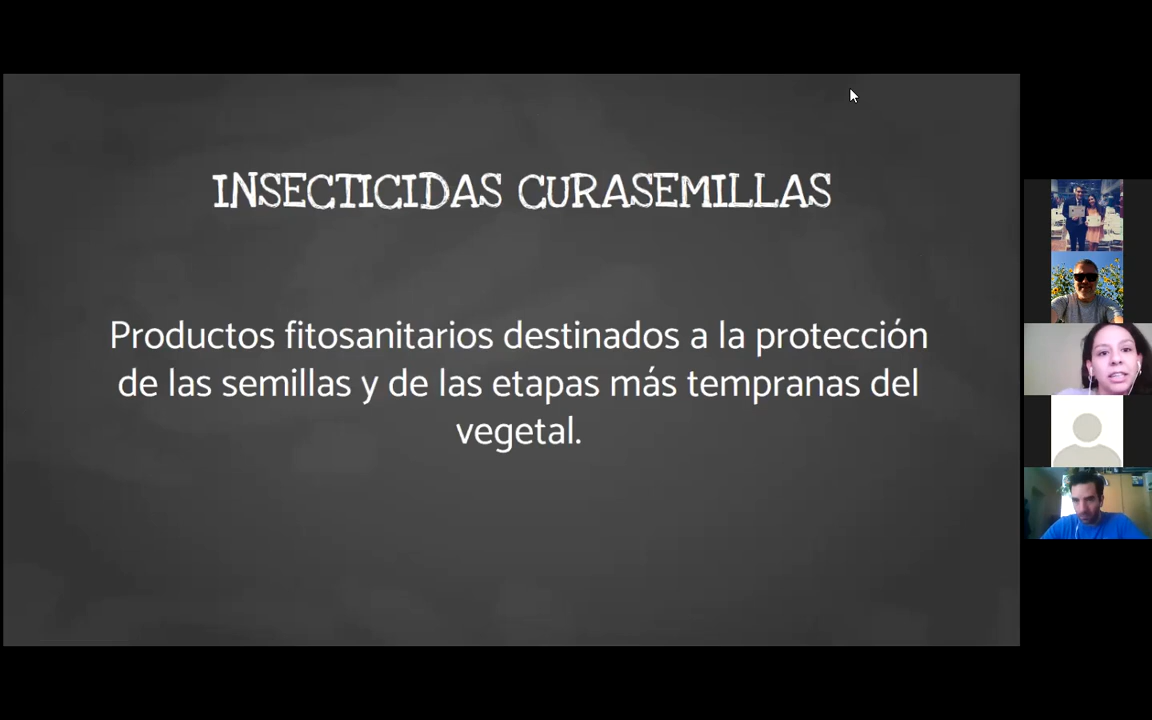 INSECTICIDAS CURASEMILLAS
Productos fitosanitarios destinados a la protección
de las semillas y de las etapas más tempranas del
vegetal.